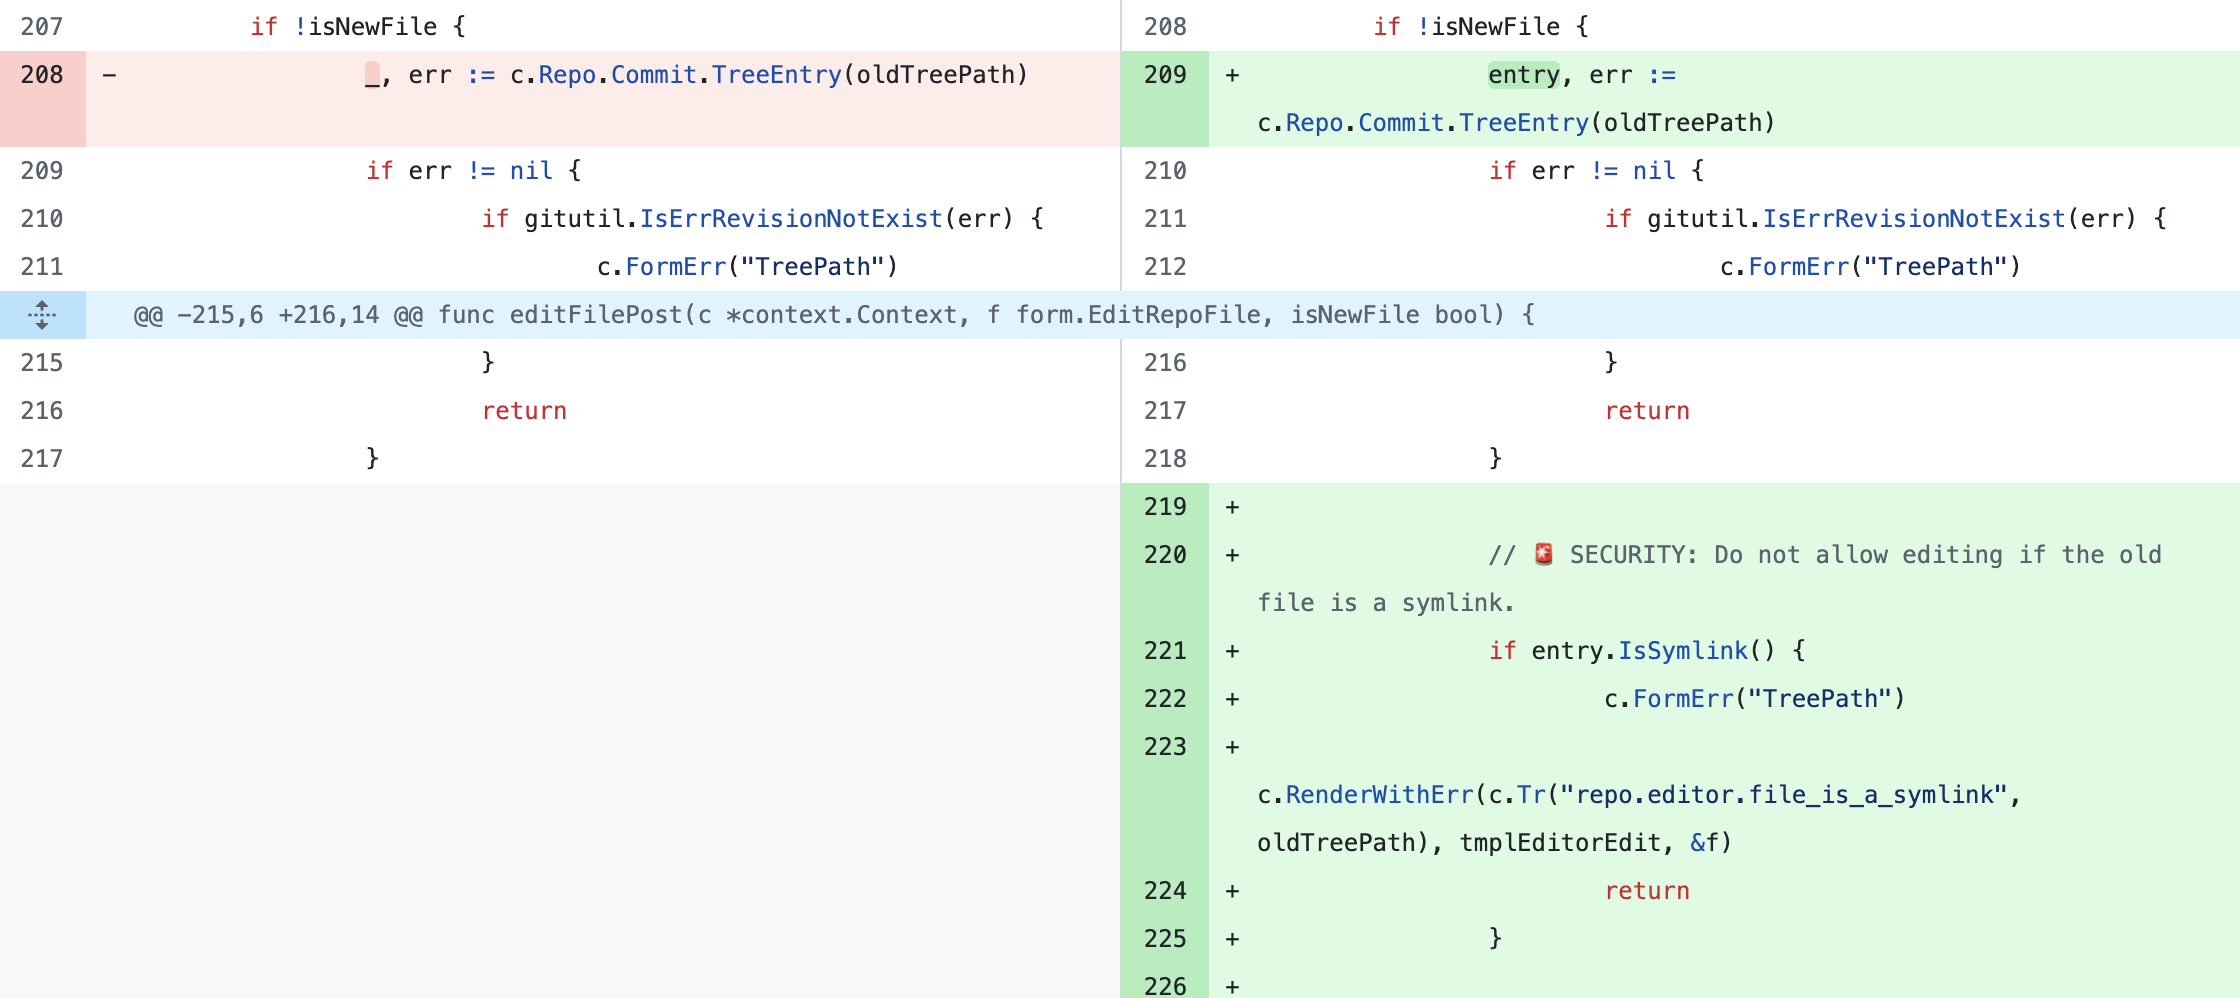 207 if !isNewFile {
208 - _, err := c.Repo.Commit.TreeEntry(oldTreePath)
209 if err != nil {
210 if gitutil.IsErrRevisionNotExist(err) {
211 c.FormErr("TreePath")
208 if !isNewFile {
209 + entry, err :=
c.Repo.Commit.TreeEntry(oldTreePath)
210 if err != nil {
211 if gitutil.IsErrRevisionNotExist(err) {
212 c.FormErr("TreePath")
@@ -215,6 +216,14 @@ func editFilePost(c *context.Context, f form.EditRepoFile, isNewFile bool) {
215 }
216 return
217 }
216 }
217 return
218 }
219 +
220 + // 🚨 SECURITY: Do not allow editing if the old
file is a symlink.
221 + if entry.IsSymlink() {
222 + c.FormErr("TreePath")
223 +
c.RenderWithErr(c.Tr("repo.editor.file_is_a_symlink",
oldTreePath), tmplEditorEdit, &f)
224 + return
225 + }
226 +